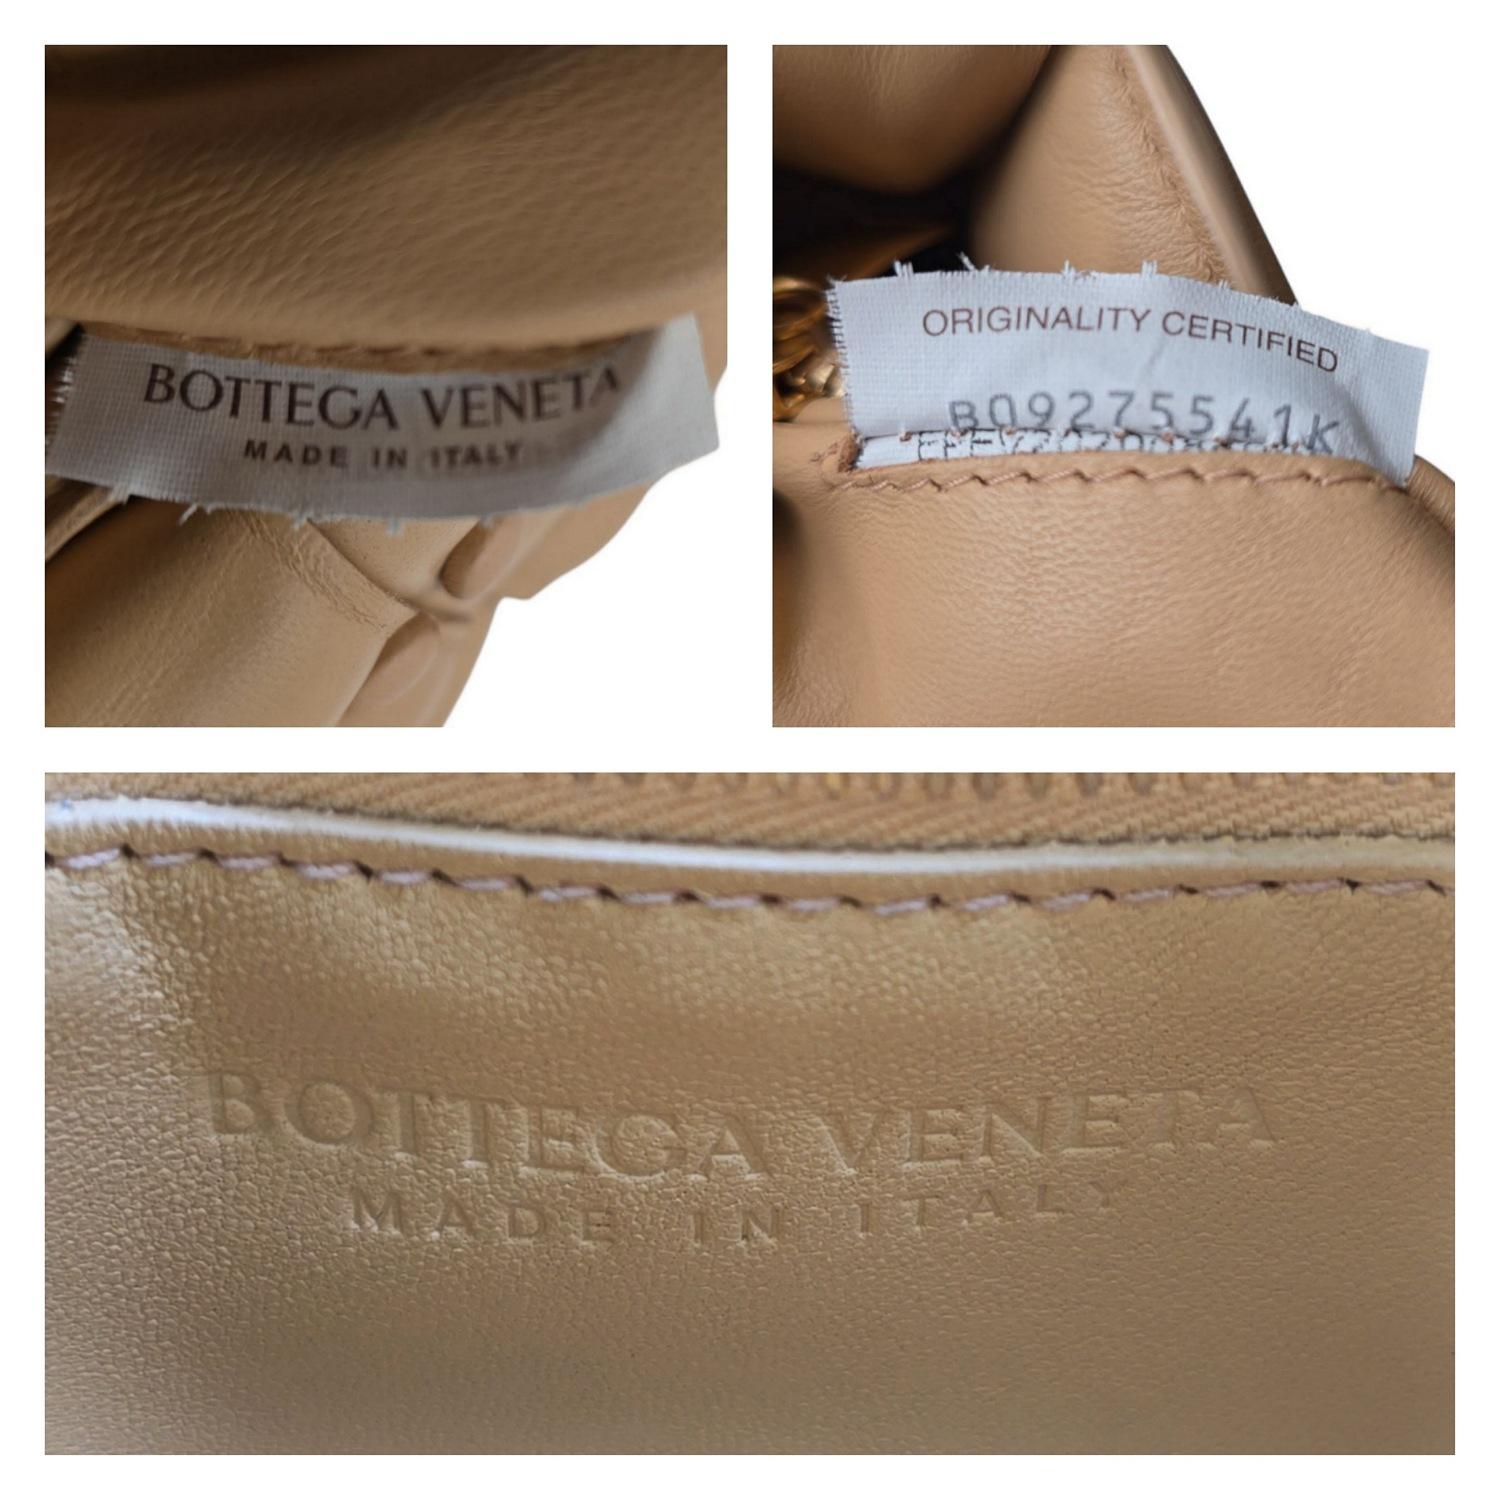 BOTTEGA VENETA
MADE IN ITALY
ORIGINALITY CERTIFIED
B09275541K
BOTTEGA VENETA
MADE IN ITALY